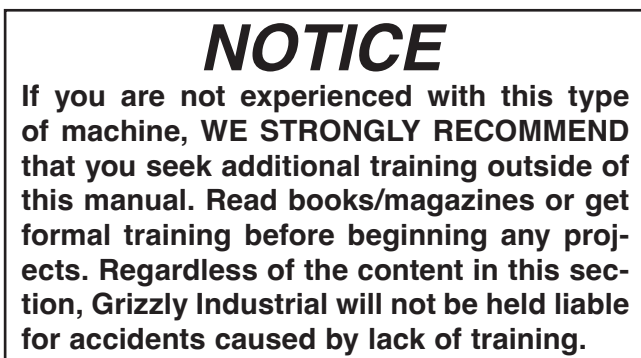 NOTICE
If you are not experienced with this type
of machine, WE STRONGLY RECOMMEND
that you seek additional training outside of
this manual. Read books/magazines or get
formal training before beginning any proj-
ects. Regardless of the content in this sec-
tion, Grizzly Industrial will not be held liable
for accidents caused by lack of training.